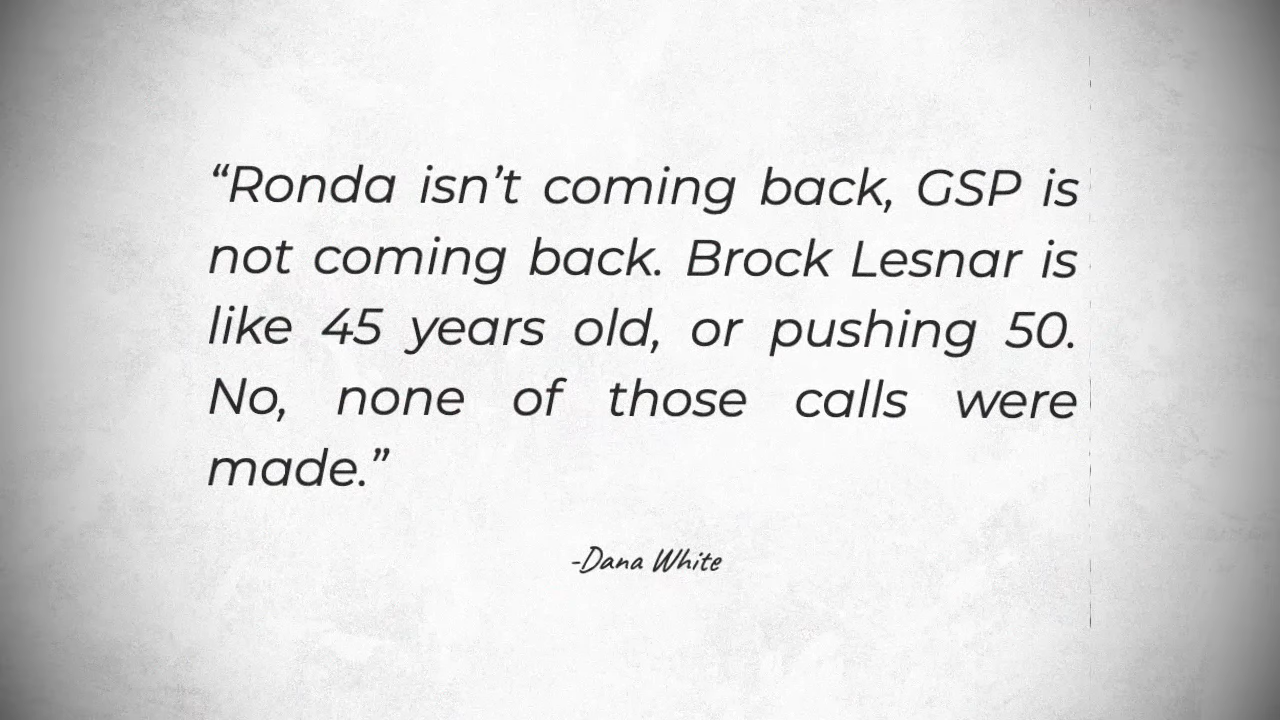 “Ronda isn’t coming back, GSP is
not coming back. Brock Lesnar is
like 45 years old, or pushing 50.
No, none of those calls were
made.”
-Dana White